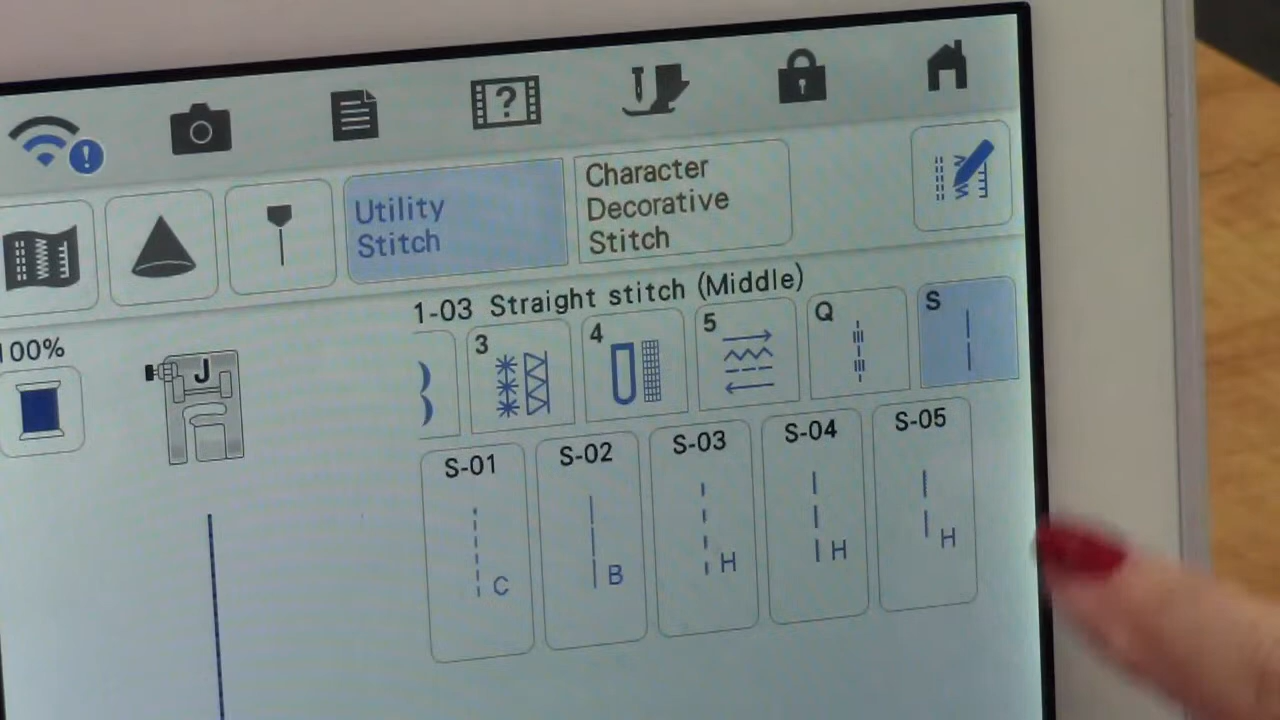 !
?
Utility
Stitch
Character
Decorative
Stitch
1-03 Straight stitch (Middle)
100%
J
3
4
5
Q
S
S-01
S-02
S-03
S-04
S-05
C
B
H
H
H